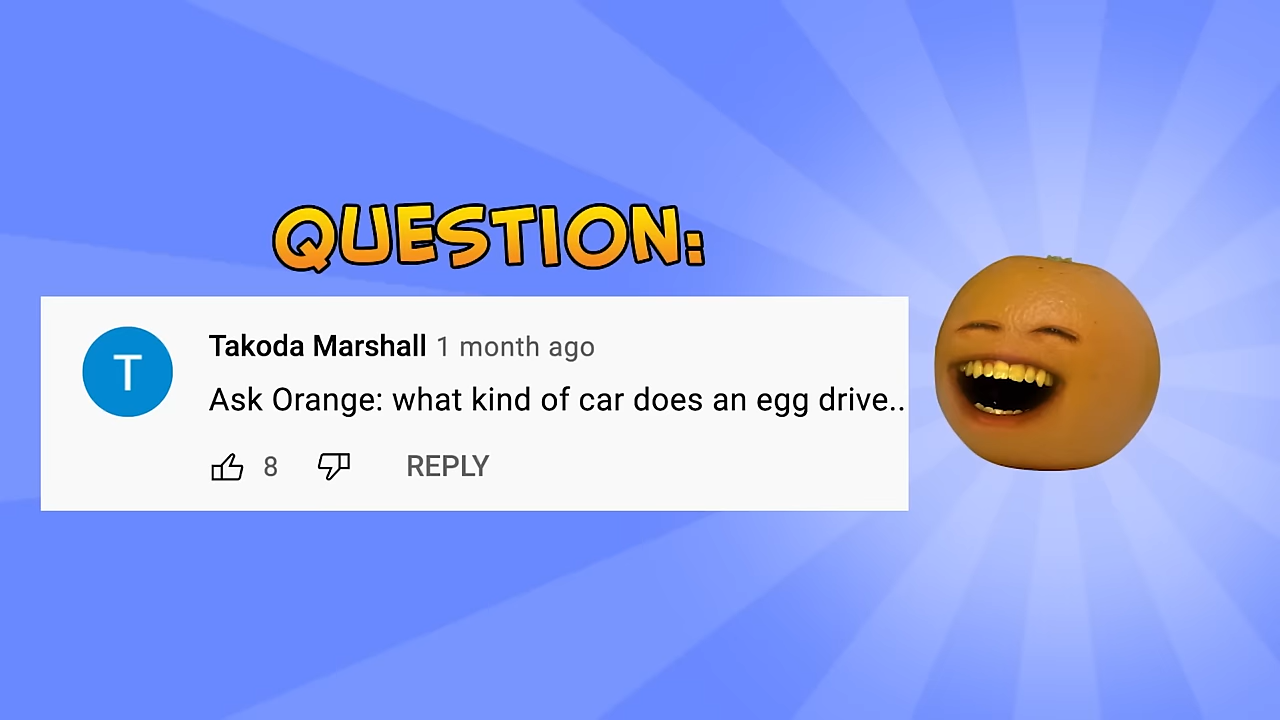 QUESTION:
T
Takoda Marshall 1 month ago
Ask Orange: what kind of car does an egg drive..
8
REPLY